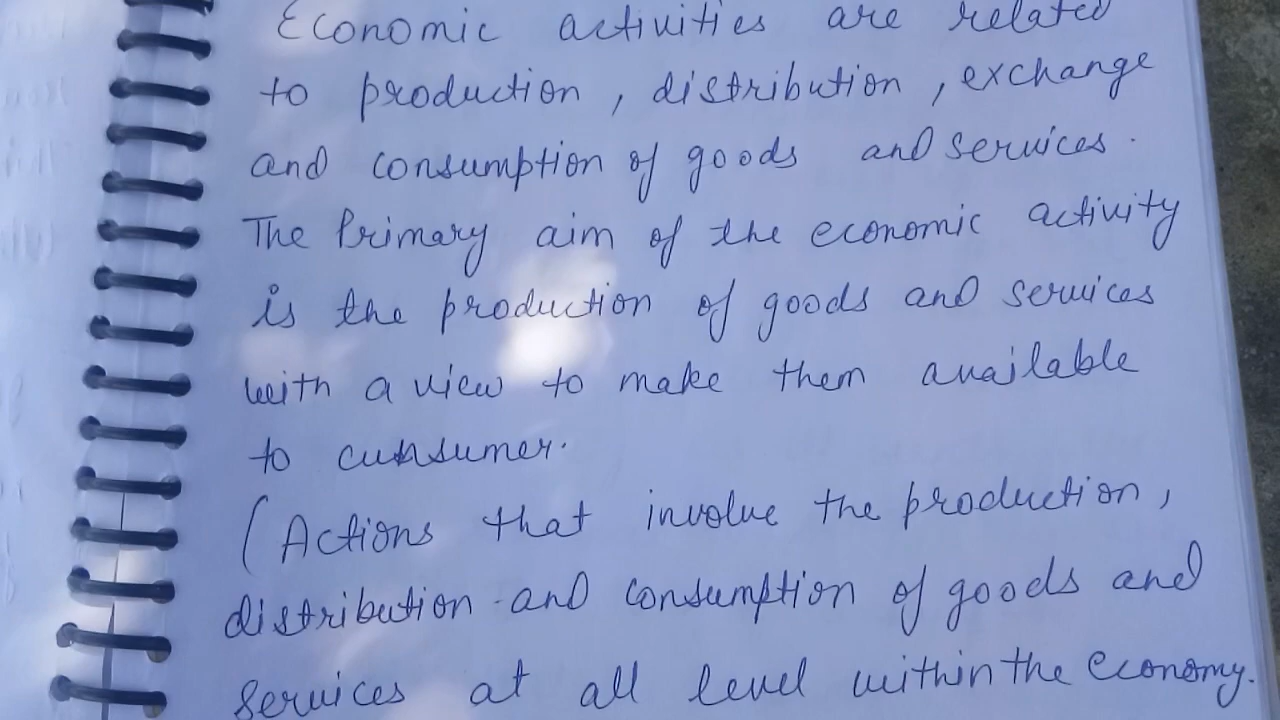 Economic activities are related
to production, distribution, exchange
and consumption of goods and services.
The Primary aim of the economic activity
is the production of goods and services
with a view to make them available
to cunsumer.
(Actions that involve the production,
distribution and consumption of goods and
services at all level within the economy.